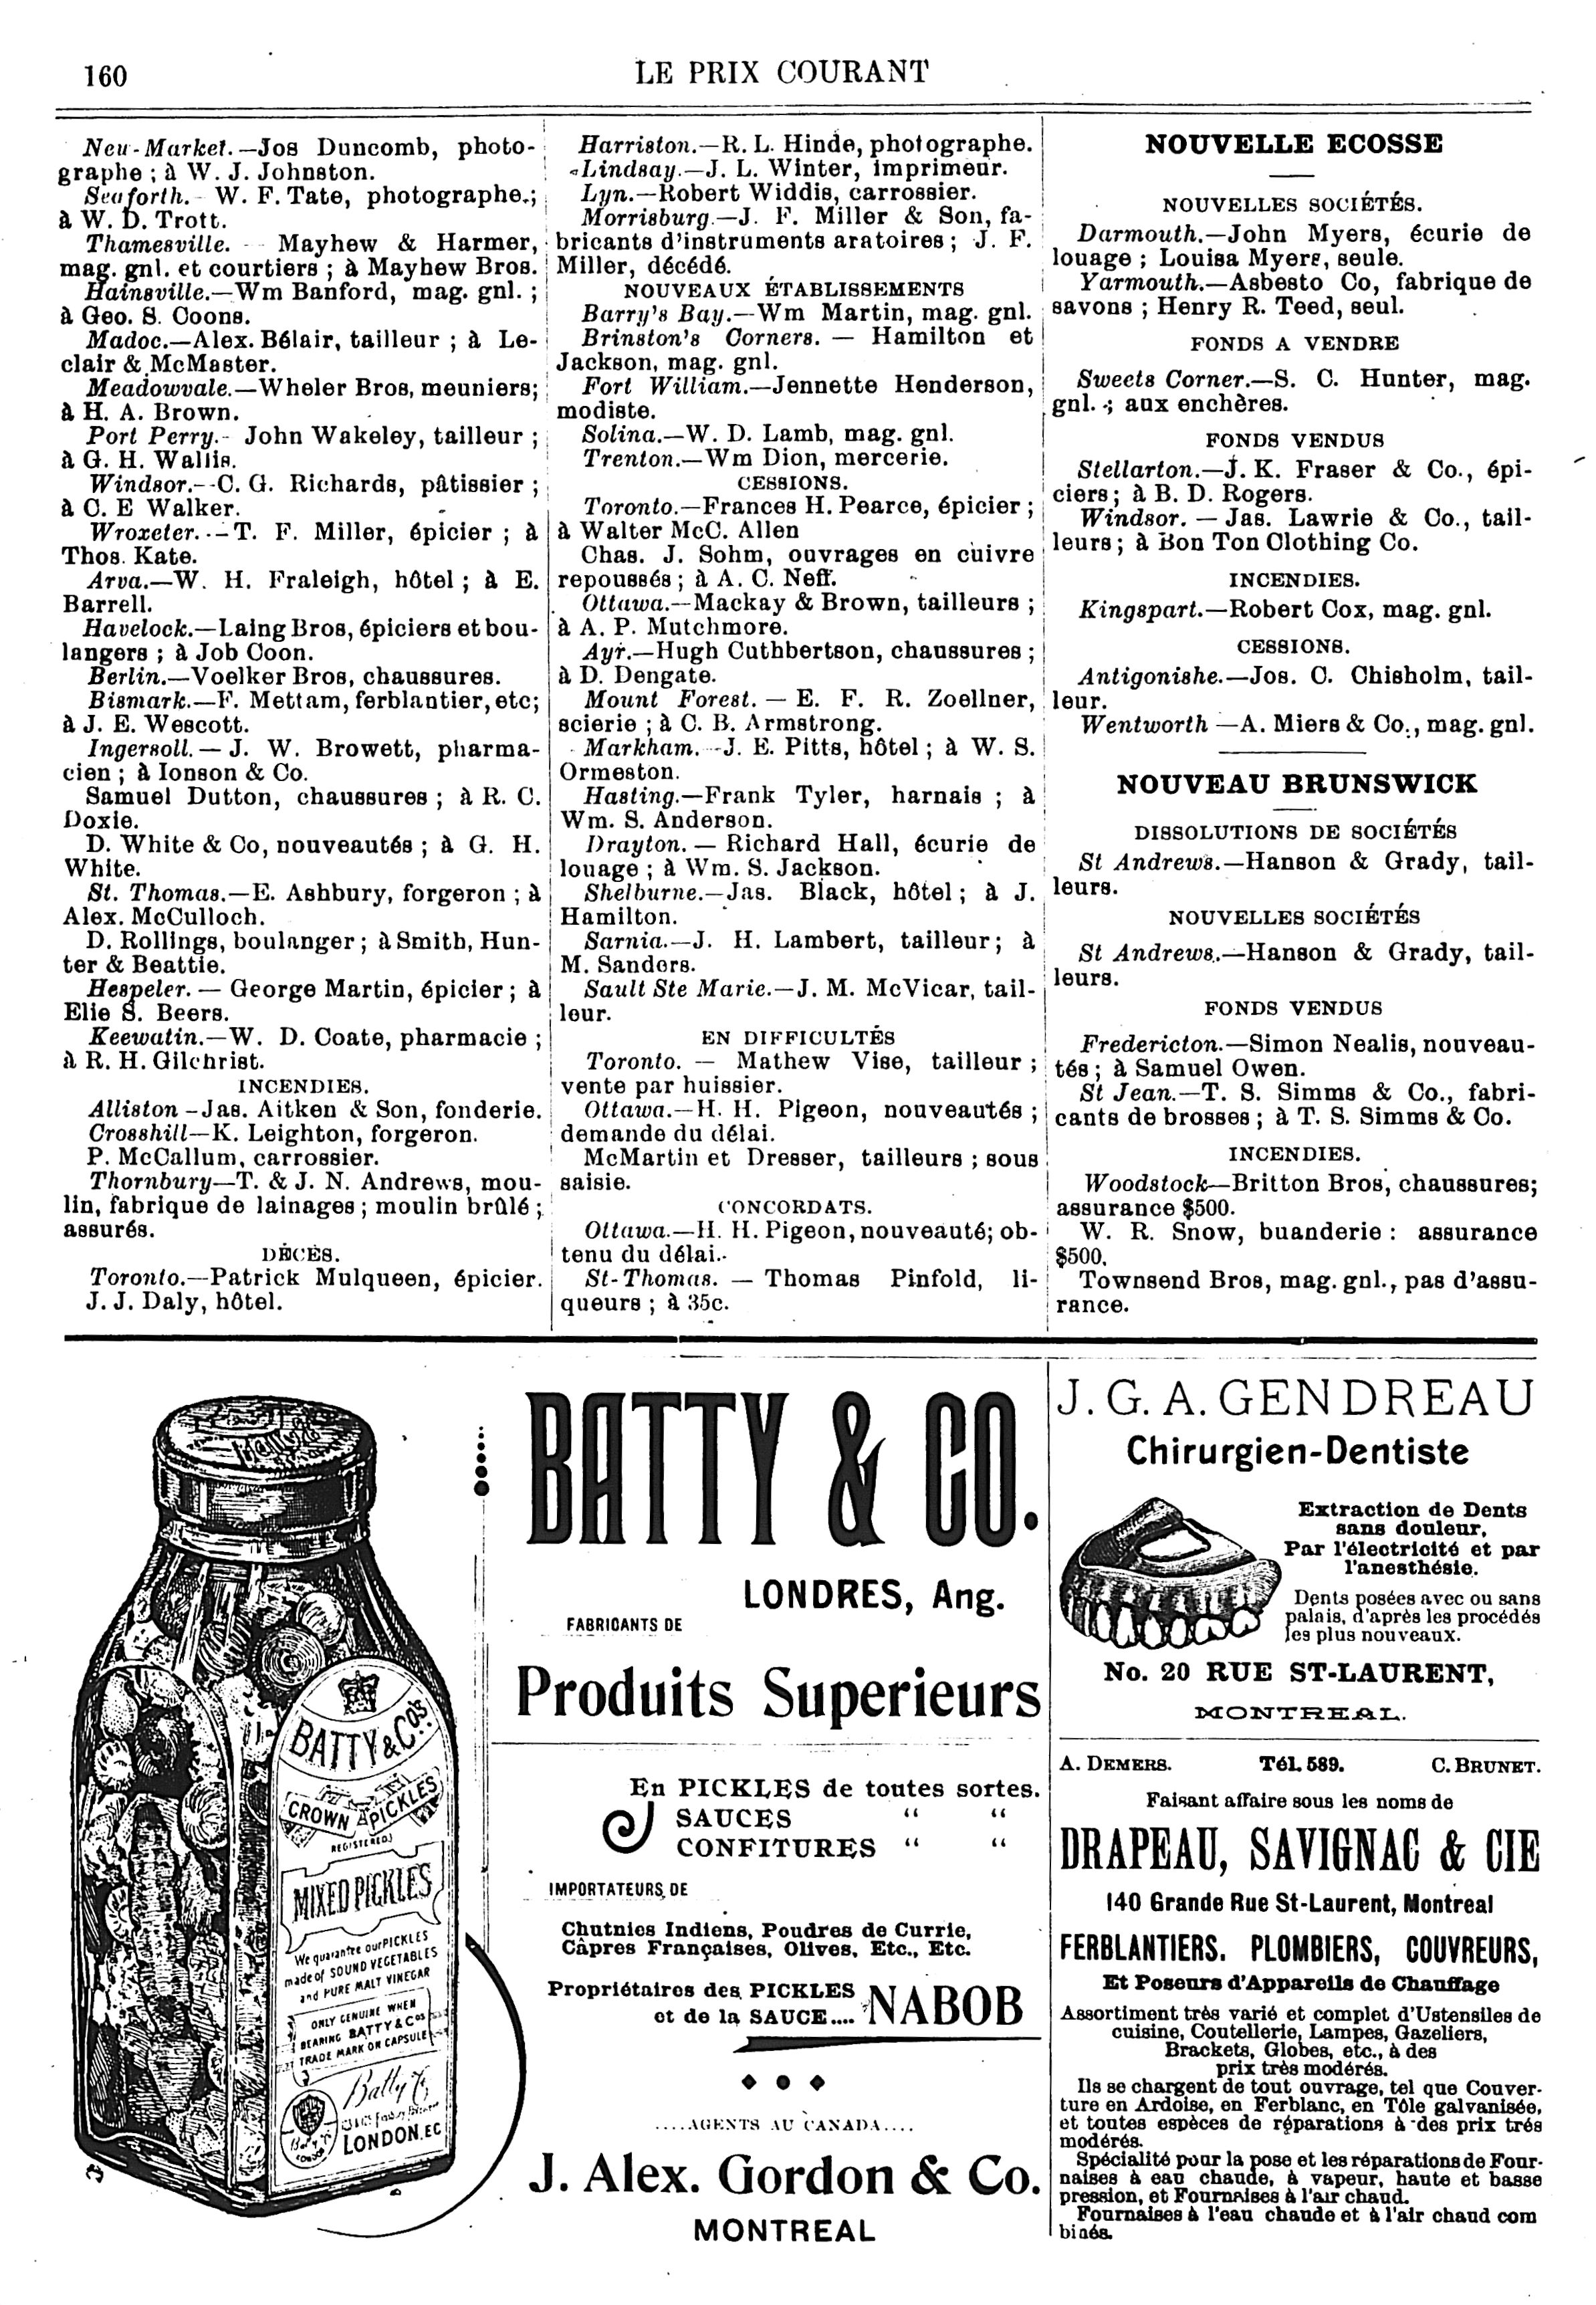 160
LE PRIX COURANT
New-Market.—Jos Duncomb, photo-
graphe ; à W. J. Johnston.
Seaforth.- W. F. Tate, photographe.;
à W. D. Trott.
Thamesville. - Mayhew & Harmer,
mag. gnl. et courtiers ; à Mayhew Bros.
Hainsville.—Wm Banford, mag. gnl. ;
à Geo. S. Coons.
Madoc.—Alex. Bélair, tailleur ; à Le-
clair & McMaster.
Meadowvale.—Wheler Bros, meuniers;
à H. A. Brown.
Port Perry.- John Wakeley, tailleur ;
à G. H. Wallis.
Windsor.--C. G. Richards, pâtissier ;
à C. E Walker.
Wroxeter.-—T. F. Miller, épicier ; à
Thos. Kate.
Arva.—W. H. Fraleigh, hôtel ; à E.
Barrell.
Havelock.—Laing Bros, épiciers et bou-
langers ; à Job Coon.
Berlin.—Voelker Bros, chaussures.
Bismark.—F. Mettam, ferblantier, etc;
à J. E. Wescott.
Ingersoll.— J. W. Browett, pharma-
cien ; à Ionson & Co.
Samuel Dutton, chaussures ; à R. C.
Doxie.
D. White & Co, nouveautés ; à G. H.
White.
St. Thomas.—E. Ashbury, forgeron ; à
Alex. McCulloch.
D. Rollings, boulanger ; à Smith, Hun-
ter & Beattie.
Hespeler. — George Martin, épicier ; à
Elie S. Beers.
Keewatin.—W. D. Coate, pharmacie ;
à R. H. Gilchrist.
INCENDIES.
Alliston -Jas. Aitken & Son, fonderie.
Crosshill—K. Leighton, forgeron.
P. McCallum, carrossier.
Thornbury—T. & J. N. Andrews, mou-
lin, fabrique de lainages ; moulin brûlé ;
assurés.
DÉCÈS.
Toronto.—Patrick Mulqueen, épicier.
J. J. Daly, hôtel.
Harriston.—R. L. Hinde, photographe.
Lindsay.—J. L. Winter, imprimeur.
Lyn.—Robert Widdis, carrossier.
Morrisburg.—J. F. Miller & Son, fa-
bricants d'instruments aratoires ; J. F.
Miller, décédé.
NOUVEAUX ÉTABLISSEMENTS
Barry's Bay.—Wm Martin, mag. gnl.
Brinston's Corners. — Hamilton et
Jackson, mag. gnl.
Fort William.—Jennette Henderson,
modiste.
Solina.—W. D. Lamb, mag. gnl.
Trenton.—Wm Dion, mercerie.
CESSIONS.
Toronto.—Frances H. Pearce, épicier ;
à Walter McC. Allen
Chas. J. Sohm, ouvrages en cuivre
repoussés ; à A. C. Neff.
Ottawa.—Mackay & Brown, tailleurs ;
à A. P. Mutchmore.
Ayr.—Hugh Cuthbertson, chaussures ;
à D. Dengate.
Mount Forest. — E. F. R. Zoellner,
scierie ; à C. B. Armstrong.
Markham. -J. E. Pitts, hôtel ; à W. S.
Ormeston.
Hasting.—Frank Tyler, harnais ; à
Wm. S. Anderson.
Drayton. — Richard Hall, écurie de
louage ; à Wm. S. Jackson.
Shelburne.—Jas. Black, hôtel ; à J.
Hamilton.
Sarnia.—J. H. Lambert, tailleur; à
M. Sanders.
Sault Ste Marie.—J. M. McVicar, tail-
leur.
EN DIFFICULTÉS
Toronto. — Mathew Vise, tailleur ;
vente par huissier.
Ottawa.—H. H. Pigeon, nouveautés ;
demande du délai.
McMartin et Dresser, tailleurs ; sous
saisie.
CONCORDATS.
Ottawa.—H. H. Pigeon, nouveauté; ob-
tenu du délai.
St-Thomas. — Thomas Pinfold, li-
queurs ; à 35c.
NOUVELLE ECOSSE
NOUVELLES SOCIÉTÉS.
Darmouth.—John Myers, écurie de
louage ; Louisa Myers, seule.
Yarmouth.—Asbesto Co, fabrique de
savons ; Henry R. Teed, seul.
FONDS A VENDRE
Sweets Corner.—S. C. Hunter, mag.
gnl. ; aux enchères.
FONDS VENDUS
Stellarton.—J. K. Fraser & Co., épi-
ciers ; à B. D. Rogers.
Windsor. — Jas. Lawrie & Co., tail-
leurs ; à Bon Ton Clothing Co.
INCENDIES.
Kingspart.—Robert Cox, mag. gnl.
CESSIONS.
Antigonishe.—Jos. C. Chisholm, tail-
leur.
Wentworth —A. Miers & Co., mag. gnl.
NOUVEAU BRUNSWICK
DISSOLUTIONS DE SOCIÉTÉS
St Andrews.—Hanson & Grady, tail-
leurs.
NOUVELLES SOCIÉTÉS
St Andrews.—Hanson & Grady, tail-
leurs.
FONDS VENDUS
Fredericton.—Simon Nealis, nouveau-
tés ; à Samuel Owen.
St Jean.—T. S. Simms & Co., fabri-
cants de brosses ; à T. S. Simms & Co.
INCENDIES.
Woodstock—Britton Bros, chaussures;
assurance $500.
W. R. Snow, buanderie : assurance
$500.
Townsend Bros, mag. gnl., pas d'assu-
rance.
BATTY & Cos.
CROWN PICKLES
REGISTERED
MIXED PICKLES
We guarantee our PICKLES
made of SOUND VEGETABLES
and PURE MALT VINEGAR
ONLY GENUINE WHEN
BEARING BATTY & Cos
TRADE MARK OR CAPSULE
Batty
LONDON.EC
BATTY & CO.
LONDRES, Ang.
FABRICANTS DE
Produits Superieurs
En PICKLES de toutes sortes.
SAUCES “ “
CONFITURES “ “
IMPORTATEURS DE
Chutnies Indiens, Poudres de Currie,
Câpres Françaises, Olives, Etc., Etc.
Propriétaires des PICKLES
et de la SAUCE....
NABOB
....AGENTS AU CANADA....
J. Alex. Gordon & Co.
MONTREAL
J. G. A. GENDREAU
Chirurgien-Dentiste
Extraction de Dents
sans douleur,
Par l'électricité et par
l'anesthésie.
Dents posées avec ou sans
palais, d'après les procédés
les plus nouveaux.
No. 20 RUE ST-LAURENT,
MONTREAL.
A. DEMERS. Tél. 589. C. BRUNET.
Faisant affaire sous les noms de
DRAPEAU, SAVIGNAC & CIE
140 Grande Rue St-Laurent, Montreal
FERBLANTIERS. PLOMBIERS, COUVREURS,
Et Poseurs d'Appareils de Chauffage
Assortiment très varié et complet d'Ustensiles de
cuisine, Coutellerie, Lampes, Gazeliers,
Brackets, Globes, etc., à des
prix très modérés.
Ils se chargent de tout ouvrage, tel que Couver-
ture en Ardoise, en Ferblanc, en Tôle galvanisée,
et toutes espèces de réparations à des prix très
modérés.
Spécialité pour la pose et les réparations de Four-
naises à eau chaude, à vapeur, haute et basse
pression, et Fournaises à l'air chaud.
Fournaises à l'eau chaude et à l'air chaud com
binés.